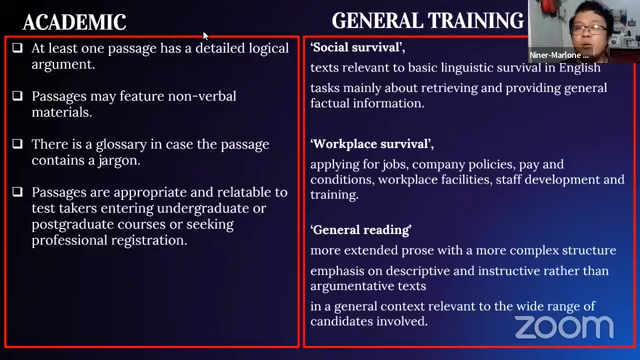 ACADEMIC
❑ At least one passage has a detailed logical
argument.
❑ Passages may feature non-verbal
materials.
❑ There is a glossary in case the passage
contains a jargon.
❑ Passages are appropriate and relatable to
test takers entering undergraduate or
postgraduate courses or seeking
professional registration.
GENERAL TRAINING
‘Social survival’,
texts relevant to basic linguistic survival in English
tasks mainly about retrieving and providing general
factual information.
‘Workplace survival’,
applying for jobs, company policies, pay and
conditions, workplace facilities, staff development and
training.
‘General reading’
more extended prose with a more complex structure
emphasis on descriptive and instructive rather than
argumentative texts
in a general context relevant to the wide range of
candidates involved.
Niner-Marlone
zoom